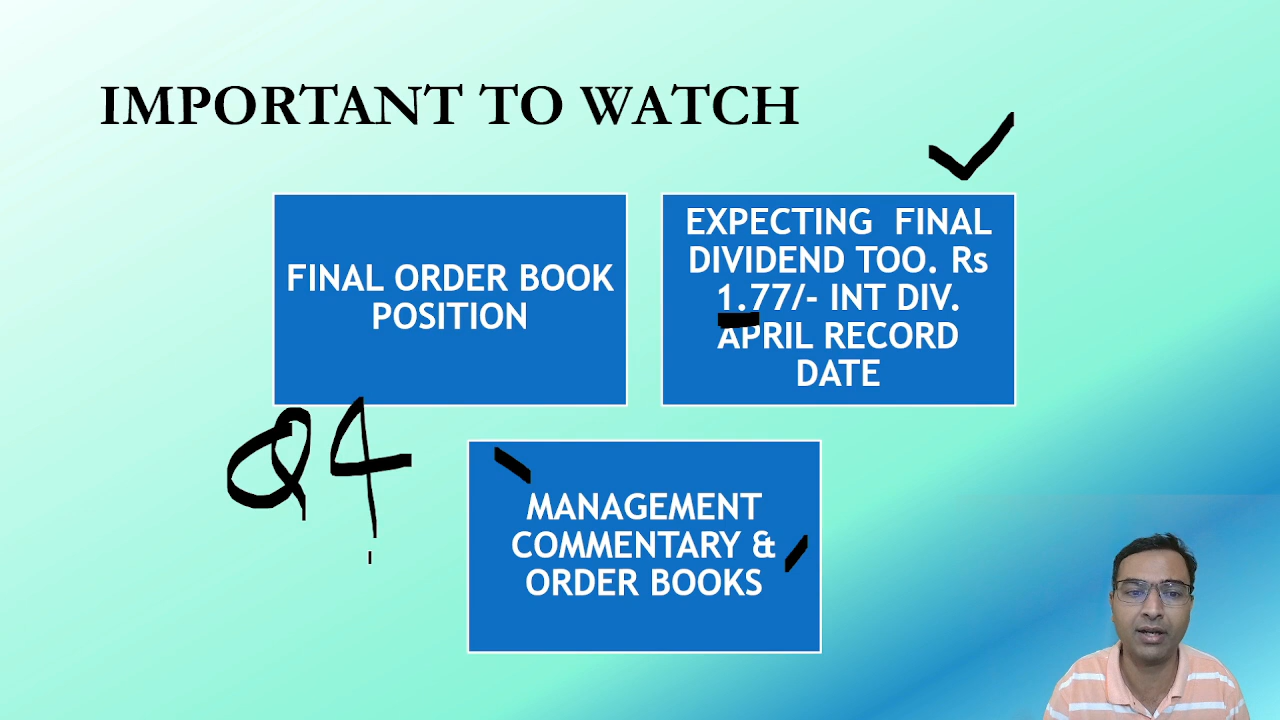 IMPORTANT TO WATCH
FINAL ORDER BOOK
POSITION
EXPECTING FINAL
DIVIDEND TOO. Rs
1.77/- INT DIV.
APRIL RECORD
DATE
Q4
MANAGEMENT
COMMENTARY &
ORDER BOOKS